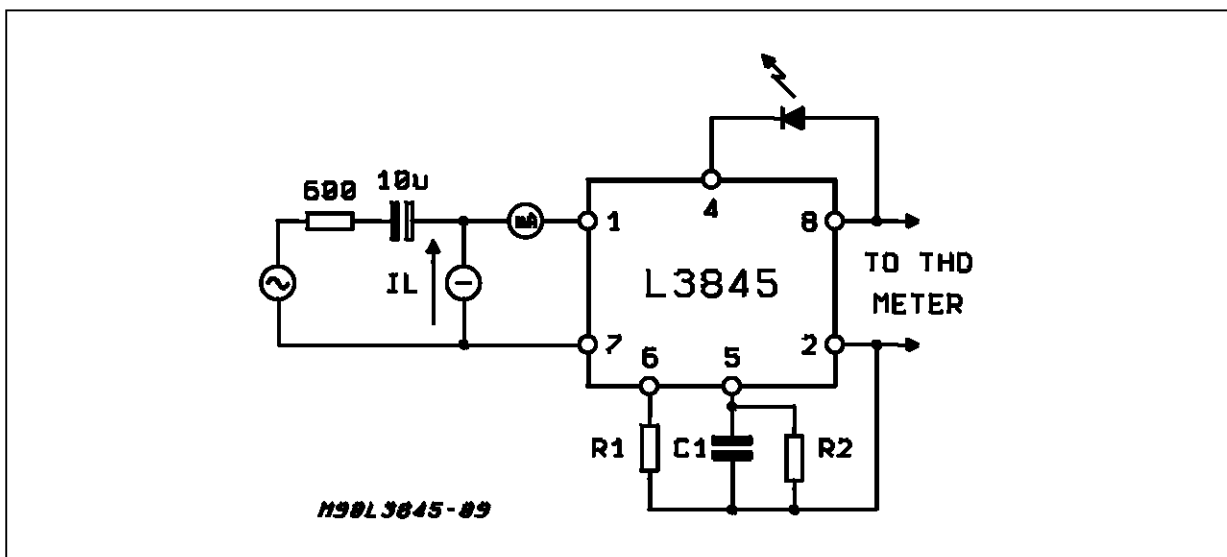 600
10u
IL
mA
1
4
8
L3845
TO THD
METER
7
2
6
5
R1
C1
R2
M90L3845-09